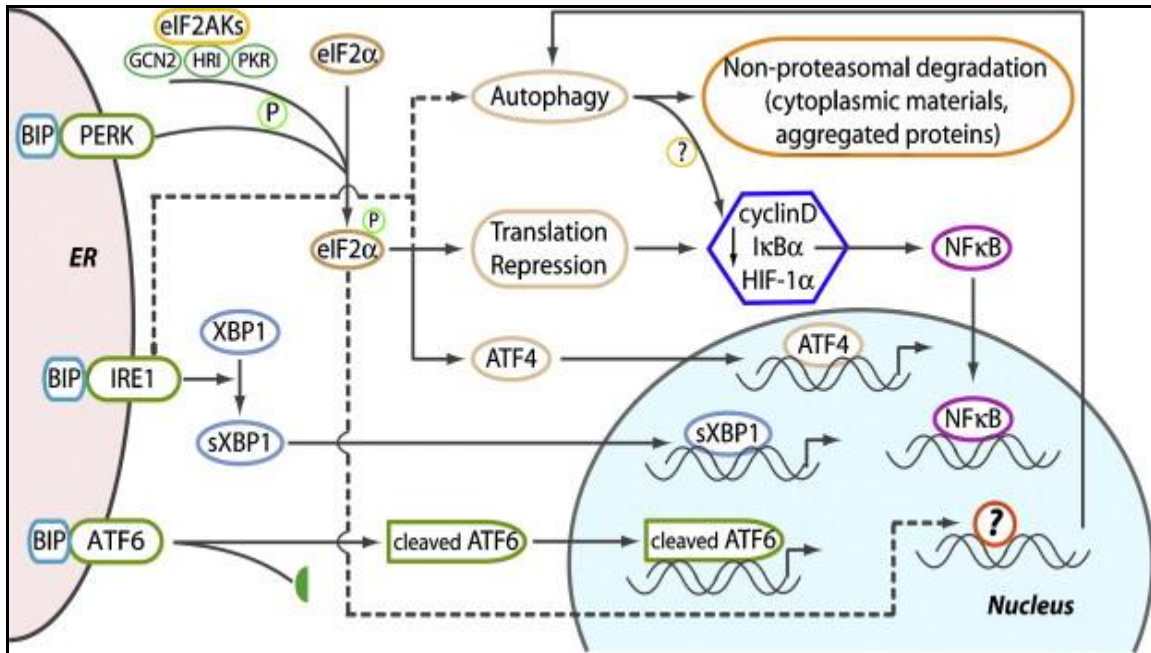 eIF2AKs
GCN2 HRI PKR
eIF2α
P
BIP PERK
Autophagy
Non-proteasomal degradation
(cytoplasmic materials,
aggregated proteins)
?
P
eIF2α
Translation
Repression
cyclinD
IκBα
HIF-1α
NFκB
ER
XBP1
BIP IRE1
ATF4
ATF4
sXBP1
sXBP1
NFκB
BIP ATF6
cleaved ATF6
cleaved ATF6
?
Nucleus